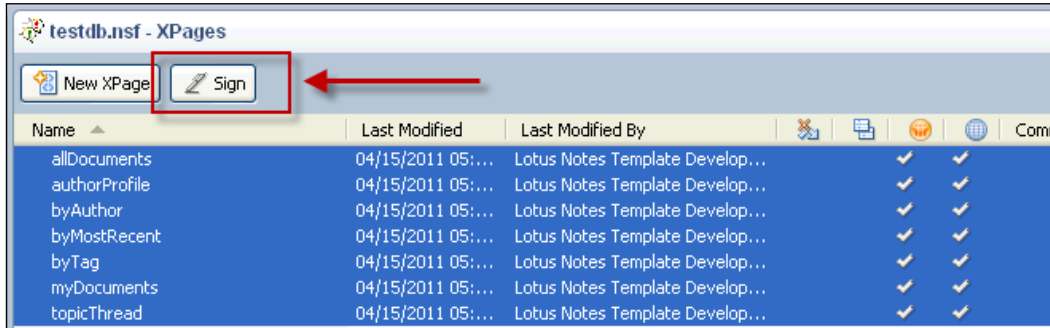 testdb.nsf - XPages
New XPage Sign
Name Last Modified Last Modified By Com
allDocuments 04/15/2011 05:... Lotus Notes Template Develop...
authorProfile 04/15/2011 05:... Lotus Notes Template Develop...
byAuthor 04/15/2011 05:... Lotus Notes Template Develop...
byMostRecent 04/15/2011 05:... Lotus Notes Template Develop...
byTag 04/15/2011 05:... Lotus Notes Template Develop...
myDocuments 04/15/2011 05:... Lotus Notes Template Develop...
topicThread 04/15/2011 05:... Lotus Notes Template Develop...